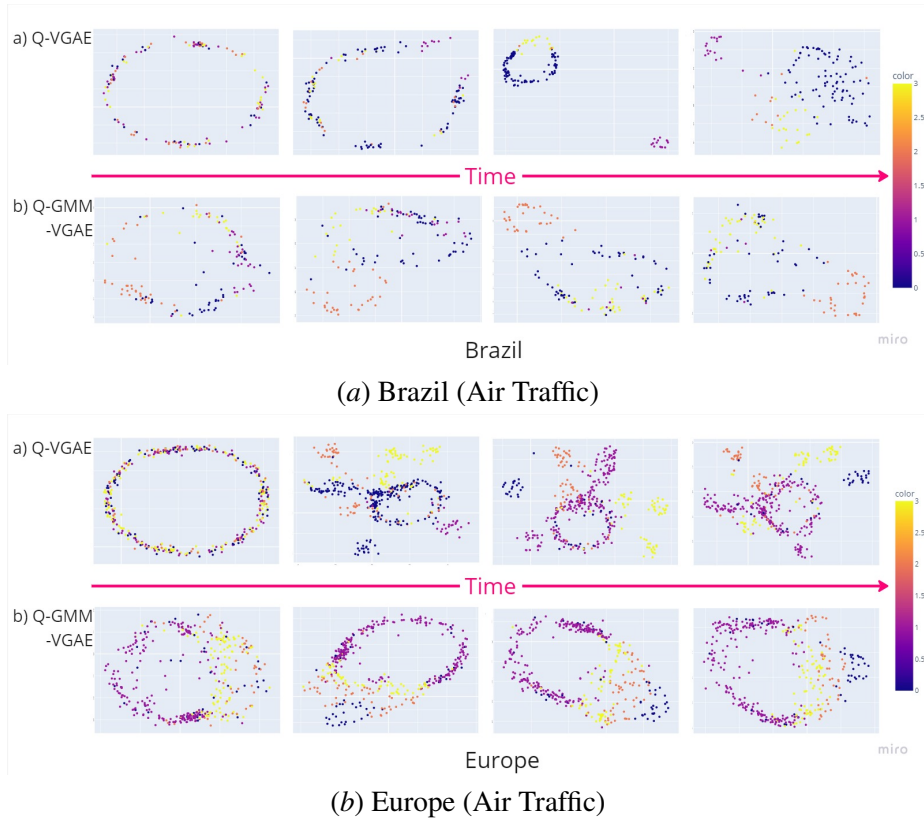 a) Q-VGAE
color
3
2.5
2
1.5
1
0.5
0
Time
b) Q-GMM
-VGAE
miro
Brazil
(a) Brazil (Air Traffic)
a) Q-VGAE
color
3
2.5
2
1.5
1
0.5
0
Time
b) Q-GMM
-VGAE
miro
Europe
(b) Europe (Air Traffic)